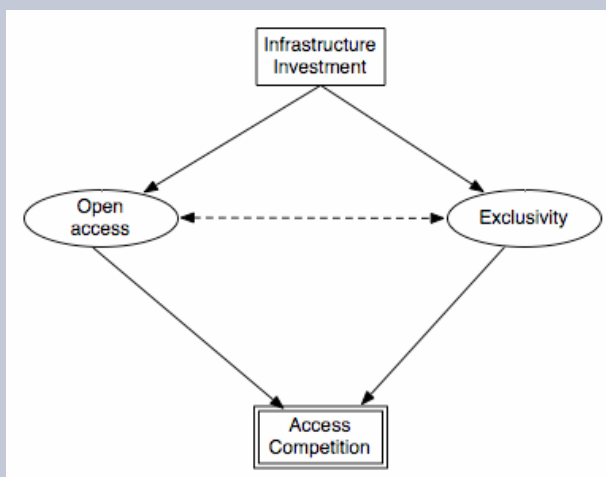 Infrastructure
Investment
Open
access
Exclusivity
Access
Competition